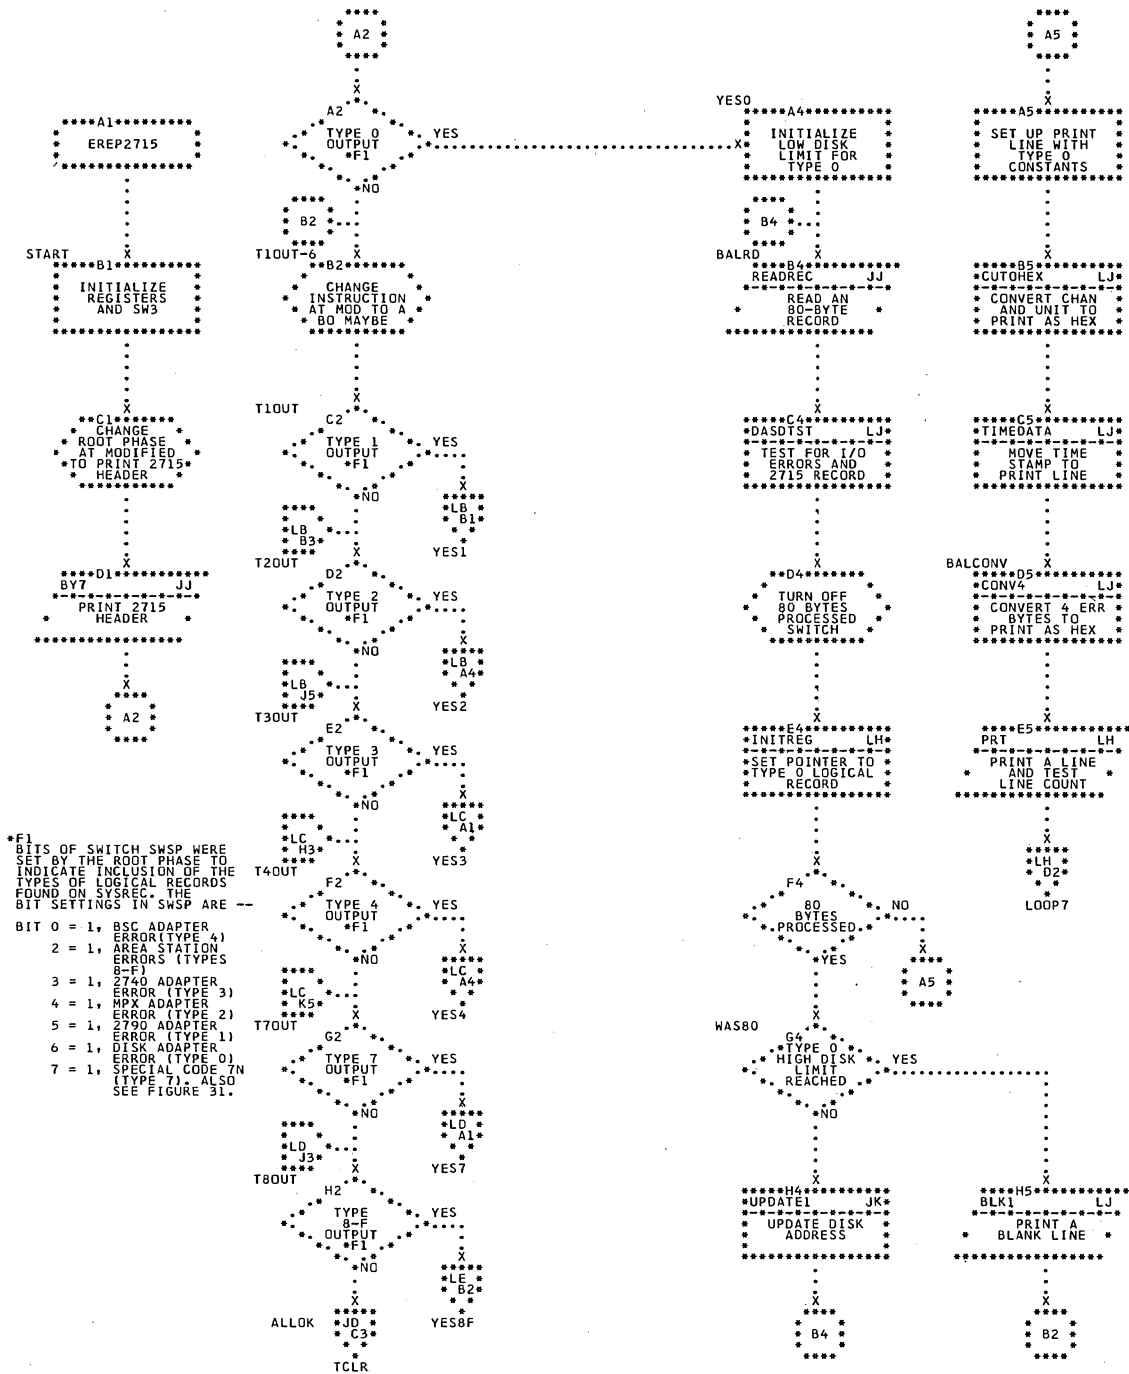 A2
A5
YES0
A1
EREP2715
A2
TYPE 0
OUTPUT
*F1
YES
NO
A4
INITIALIZE
LOW DISK
LIMIT FOR
TYPE 0
A5
SET UP PRINT
LINE WITH
TYPE 0
CONSTANTS
B2
B4
START
B1
INITIALIZE
REGISTERS
AND SW3
T1OUT-6
B2
CHANGE
INSTRUCTION
AT MOD TO A
BO MAYBE
BALRD
B4
READREC JJ
READ AN
80-BYTE
RECORD
B5
*CUTOHEX LJ*
CONVERT CHAN
AND UNIT TO
PRINT AS HEX
C1
CHANGE
ROOT PHASE
AT MODIFIED
TO PRINT 2715
HEADER
T1OUT
C2
TYPE 1
OUTPUT
*F1
YES
NO
LB
B1
YES1
C4
*DASDTST LJ*
TEST FOR I/O
ERRORS AND
2715 RECORD
C5
*TIMEDATA LJ*
MOVE TIME
STAMP TO
PRINT LINE
LB
B3
D1
BY7 JJ
PRINT 2715
HEADER
T2OUT
D2
TYPE 2
OUTPUT
*F1
YES
NO
LB
A4
YES2
D4
TURN OFF
80 BYTES
PROCESSED
SWITCH
BALCONV
D5
*CONV4 LJ*
CONVERT 4 ERR
BYTES TO
PRINT AS HEX
A2
LB
J5
T3OUT
E2
TYPE 3
OUTPUT
*F1
YES
NO
LC
A1
YES3
E4
*INITREG LH*
SET POINTER TO
TYPE 0 LOGICAL
RECORD
E5
PRT LH
PRINT A LINE
AND TEST
LINE COUNT
LH
D2
LOOP7
*F1
BITS OF SWITCH SWSP WERE
SET BY THE ROOT PHASE TO
INDICATE INCLUSION OF THE
TYPES OF LOGICAL RECORDS
FOUND ON SYSREC. THE
BIT SETTINGS IN SWSP ARE --
BIT 0 = 1, BSC ADAPTER
ERROR(TYPE 4)
2 = 1, AREA STATION
ERRORS (TYPES
8-F)
3 = 1, 2740 ADAPTER
ERROR (TYPE 3)
4 = 1, MPX ADAPTER
ERROR (TYPE 2)
5 = 1, 2790 ADAPTER
ERROR (TYPE 1)
6 = 1, DISK ADAPTER
ERROR (TYPE 0)
7 = 1, SPECIAL CODE 7N
(TYPE 7). ALSO
SEE FIGURE 31.
LC
H3
T4OUT
F2
TYPE 4
OUTPUT
*F1
YES
NO
LC
A4
YES4
F4
80
BYTES
PROCESSED
NO
YES
A5
LC
K5
T7OUT
G2
TYPE 7
OUTPUT
*F1
YES
NO
LD
A1
YES7
WAS80
G4
TYPE 0
HIGH DISK
LIMIT
REACHED
YES
NO
LD
J3
T8OUT
H2
TYPE
8-F
OUTPUT
*F1
YES
NO
LE
B2
YES8F
H4
*UPDATE1 JK*
UPDATE DISK
ADDRESS
H5
BLK1 LJ
PRINT A
BLANK LINE
ALLOK
JD
C3
TCLR
B4
B2